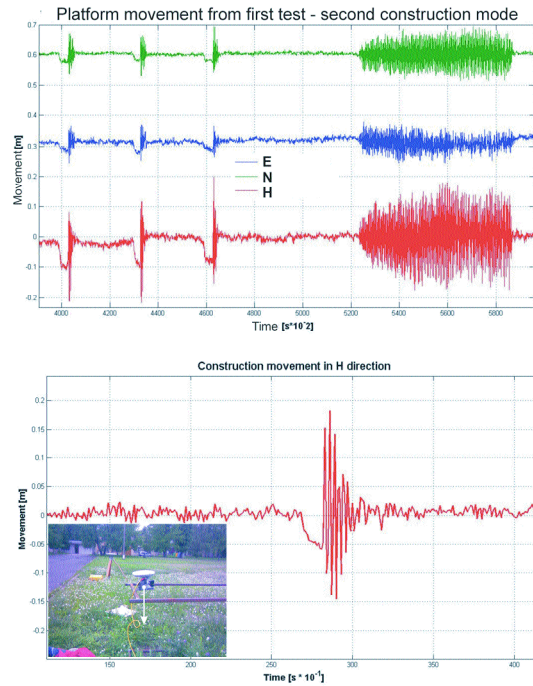 Platform movement from first test - second construction mode
0.7
0.6
0.5
0.4
0.3
0.2
0.1
0
-0.1
-0.2
Movement [m]
E
N
H
4000 4200 4400 4600 4800 5000 5200 5400 5600 5800
Time [s*10^2]
Construction movement in H direction
0.2
0.15
0.1
0.05
0
-0.05
-0.1
-0.15
-0.2
Movement [m]
150 200 250 300 350 400
Time [s * 10⁻¹]